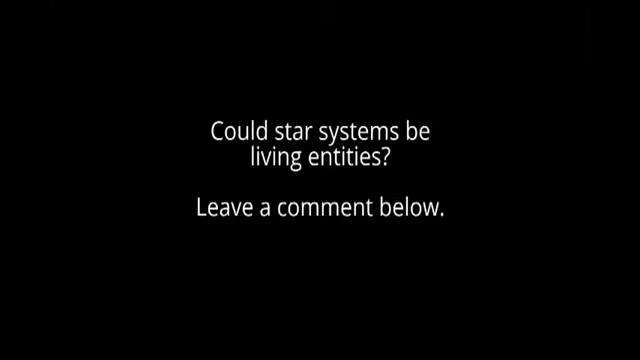 Could star systems be
living entities?
Leave a comment below.